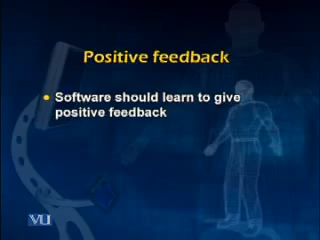 Positive feedback
Software should learn to give
positive feedback
VU